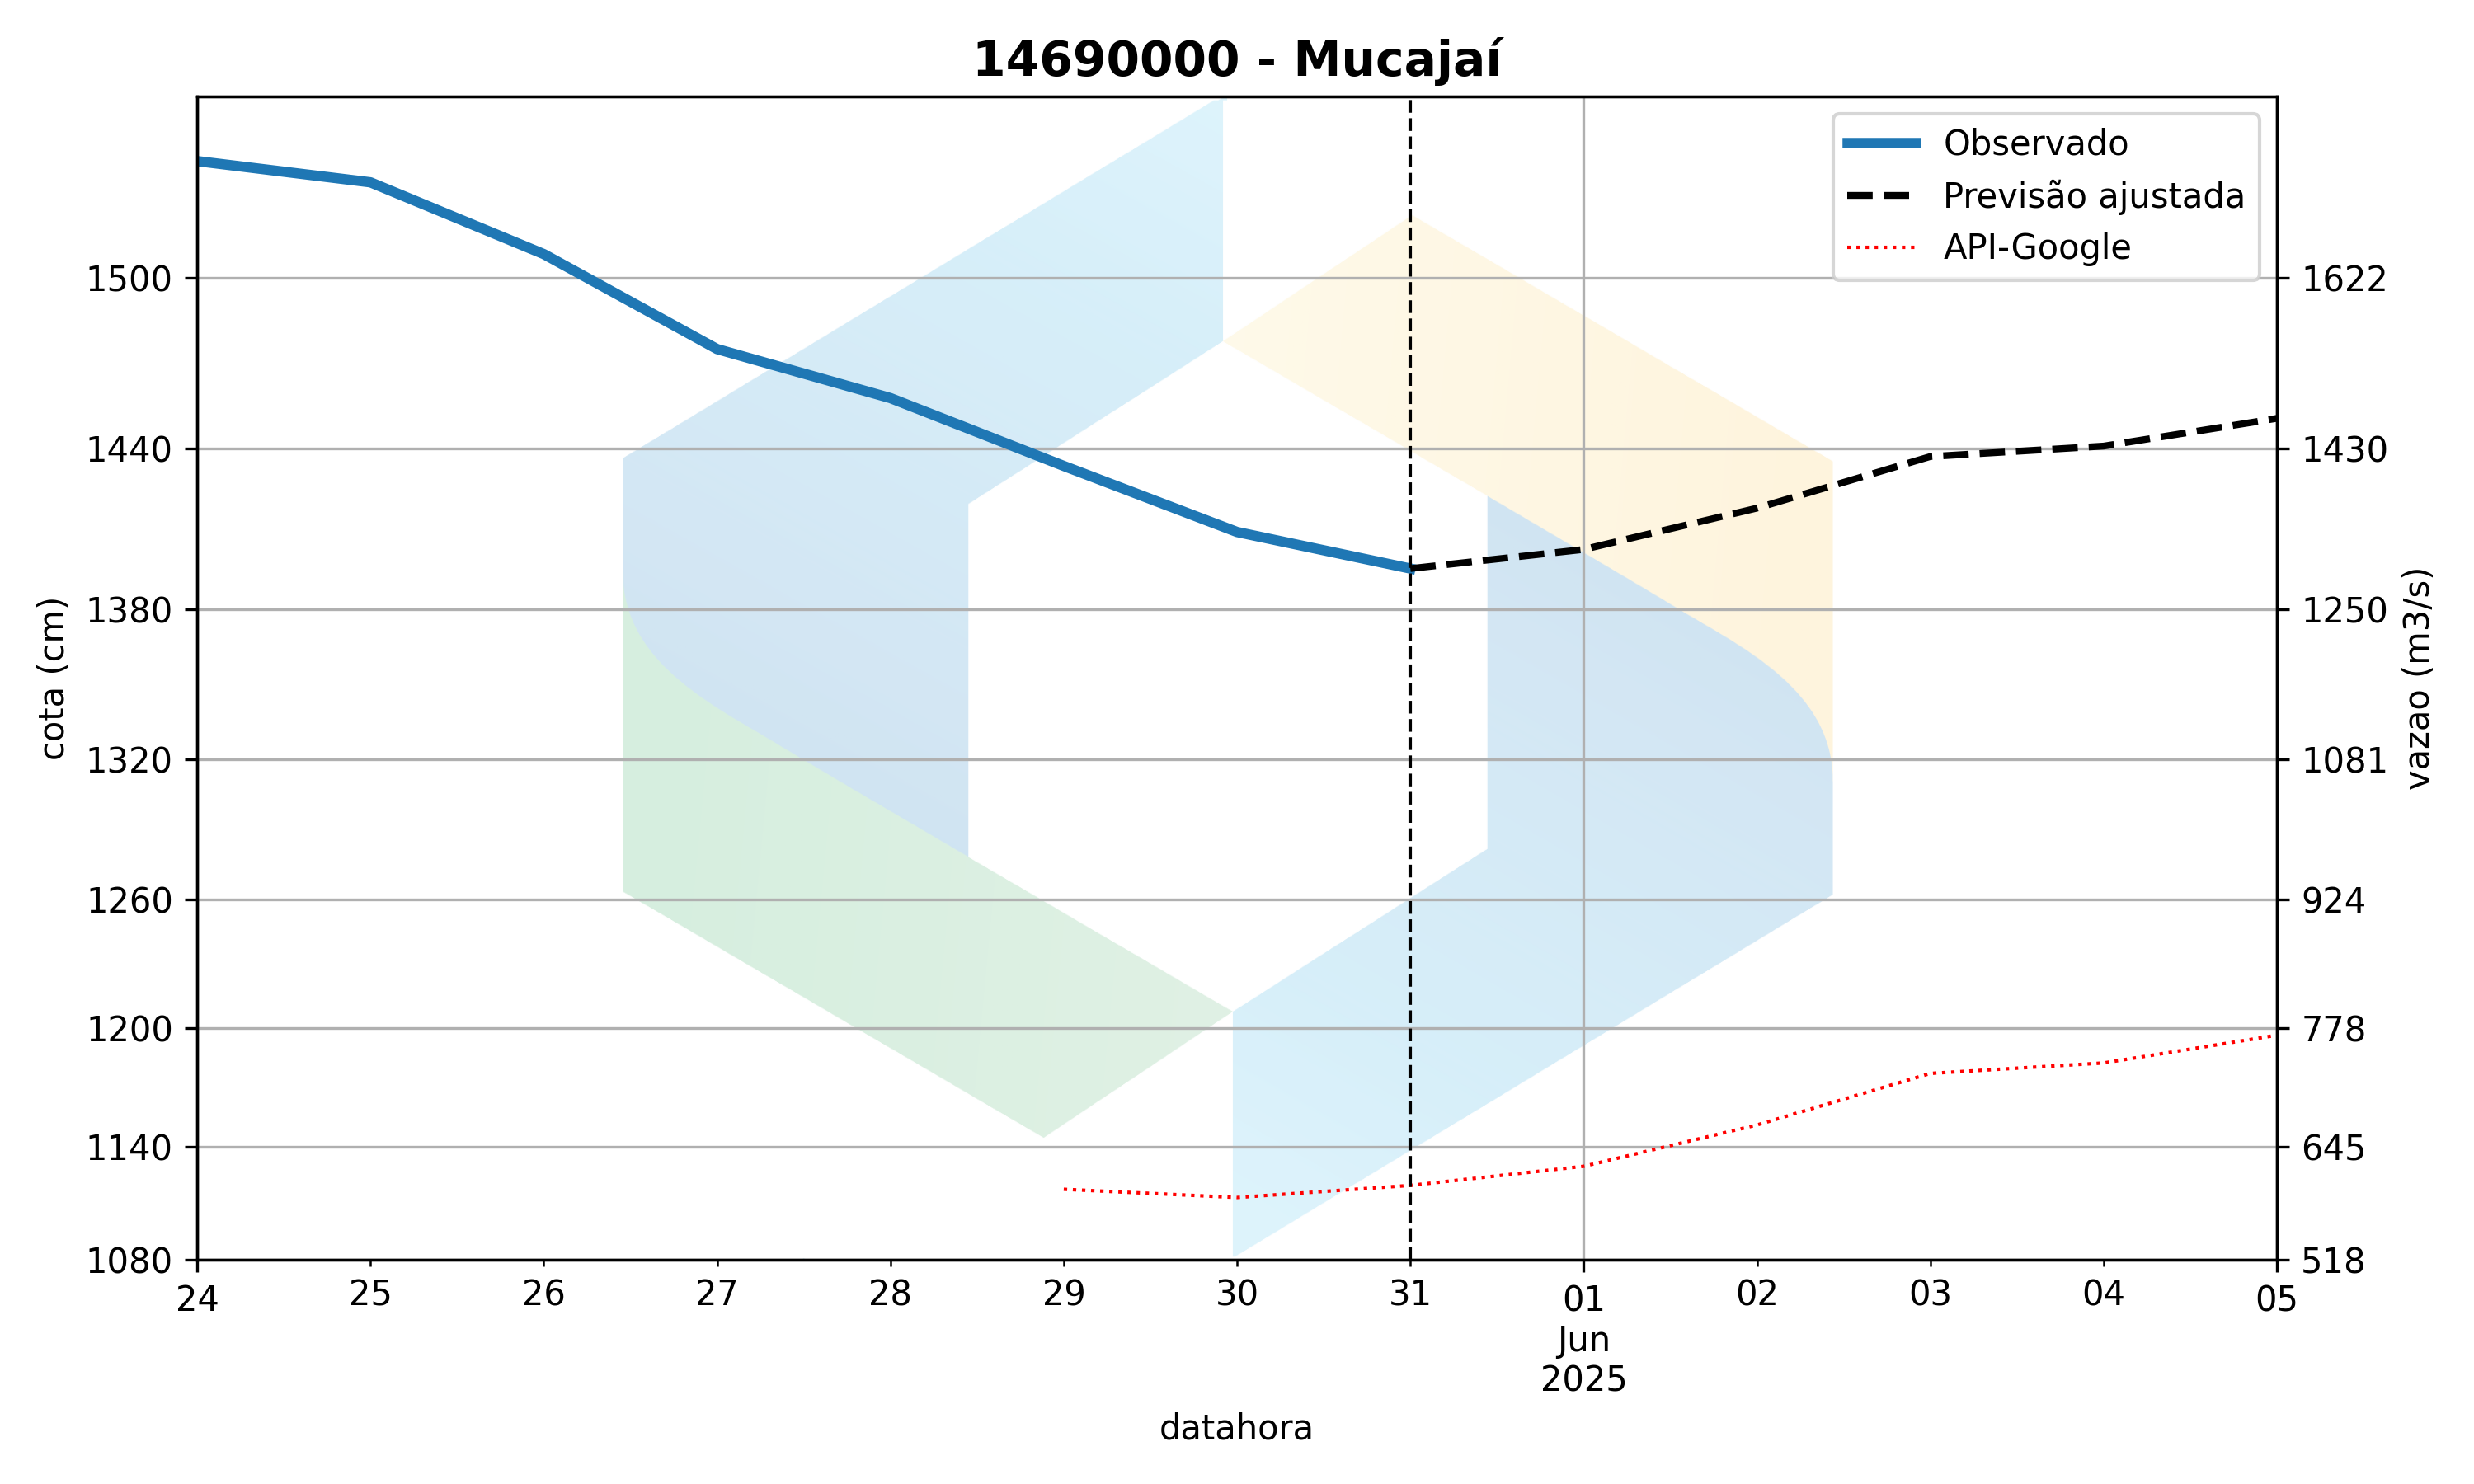 14690000 - Mucajaí
Observado
Previsão ajustada
API-Google
cota (cm)
1500
1440
1380
1320
1260
1200
1140
1080
1622
1430
1250
1081
924
778
645
518
vazao (m3/s)
24 25 26 27 28 29 30 31 01 02 03 04 05
Jun
2025
datahora